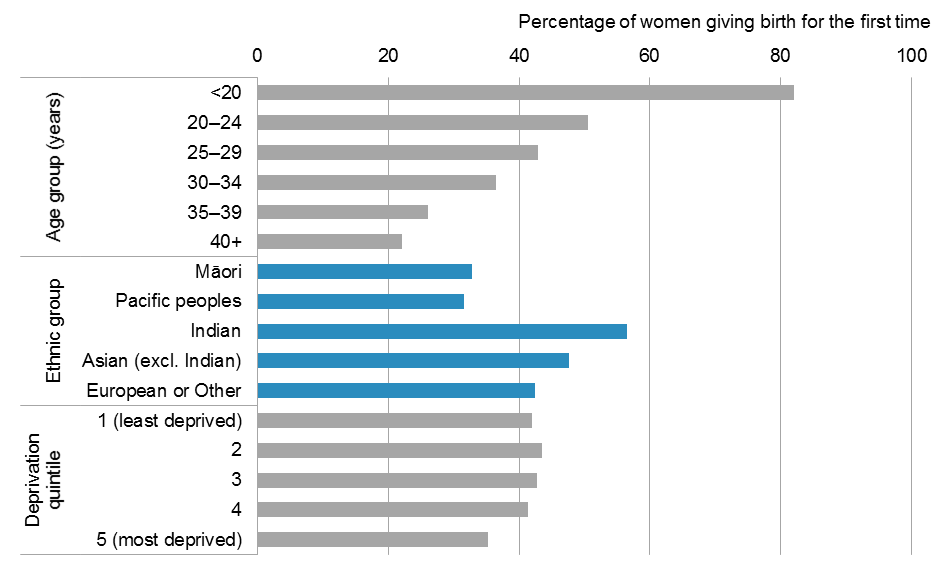 Percentage of women giving birth for the first time
0 20 40 60 80 100
Age group (years)
<20
20–24
25–29
30–34
35–39
40+
Ethnic group
Māori
Pacific peoples
Indian
Asian (excl. Indian)
European or Other
Deprivation
quintile
1 (least deprived)
2
3
4
5 (most deprived)